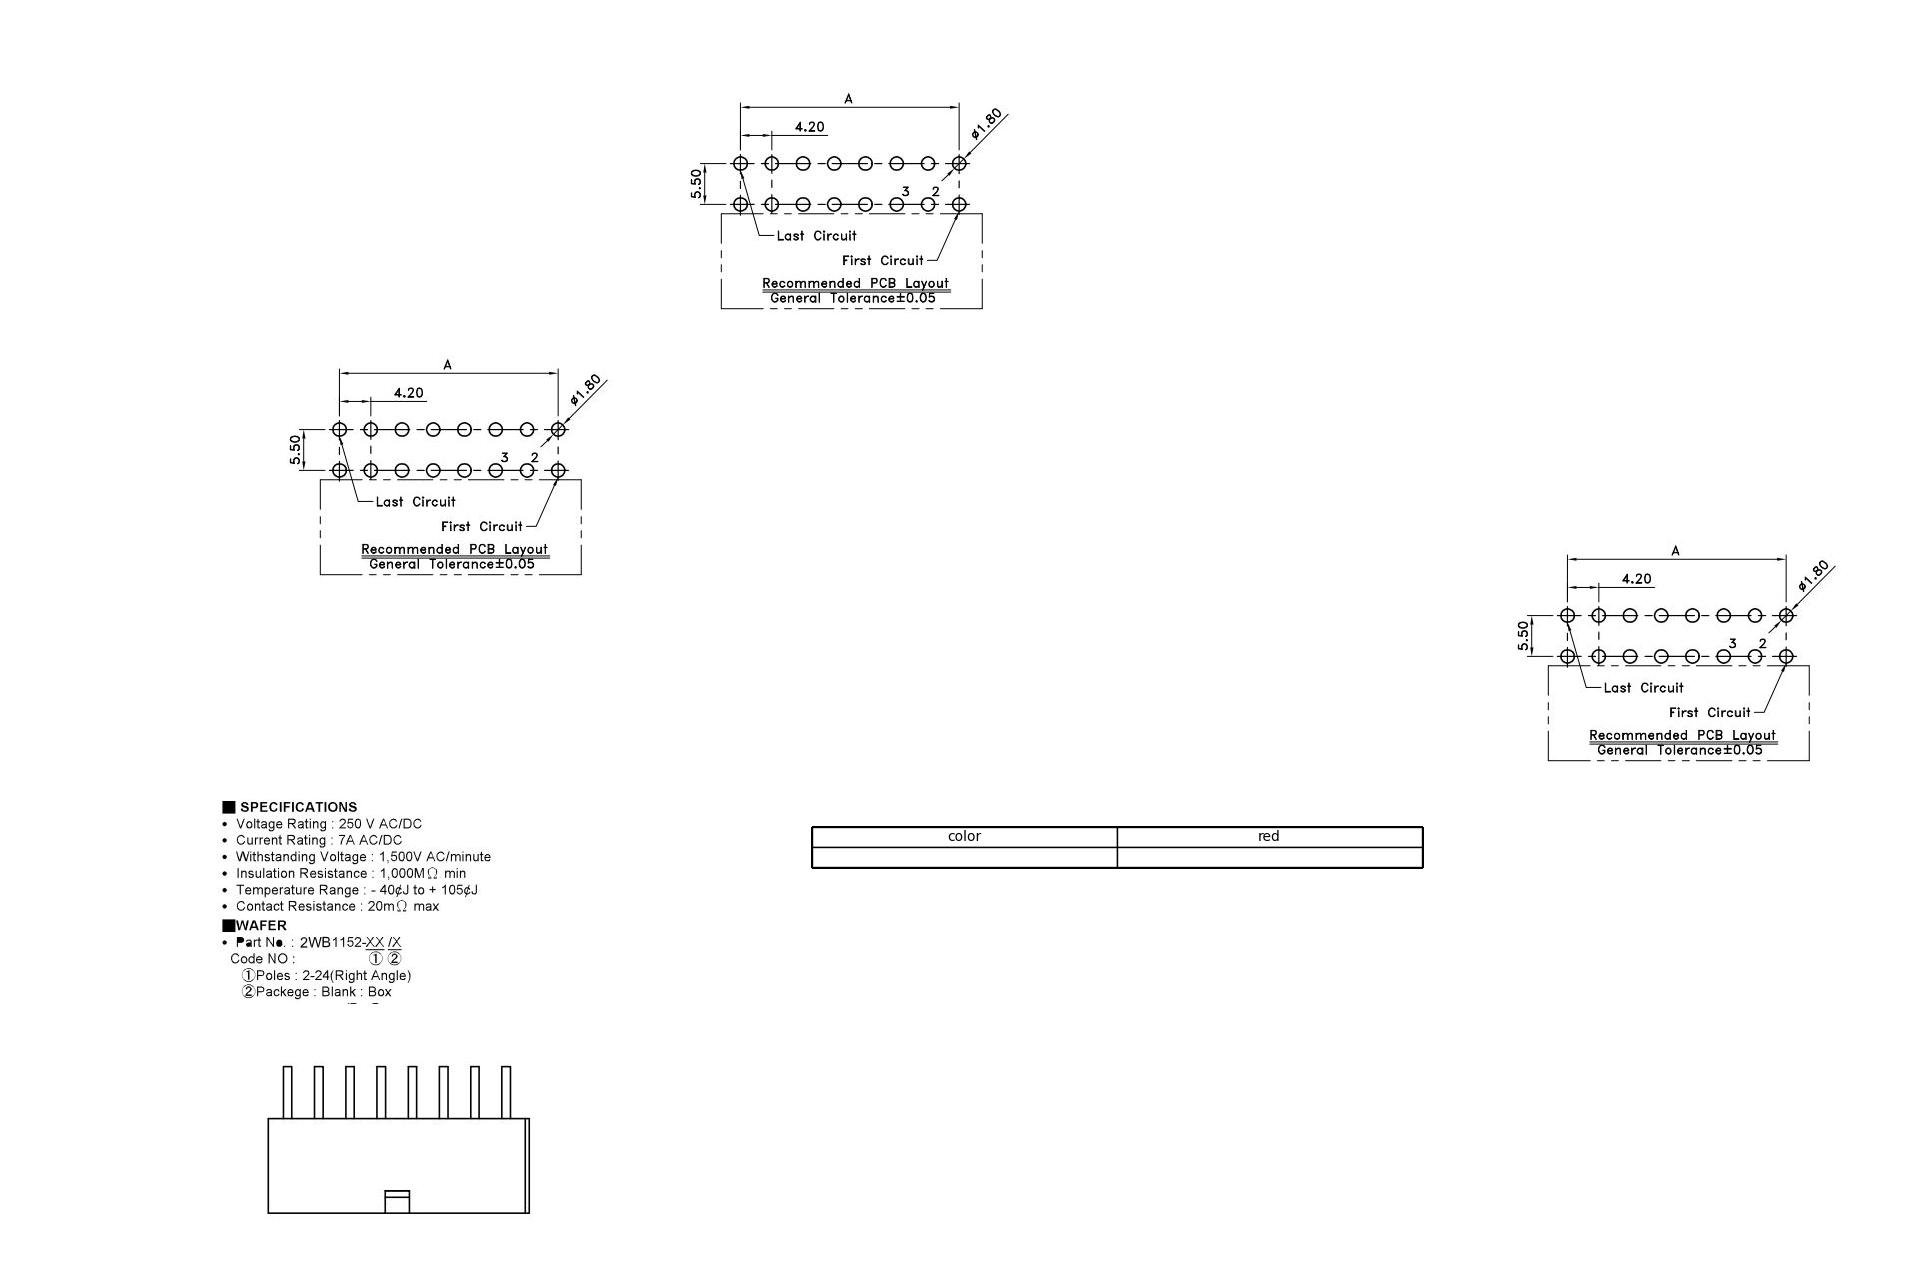 A
4.20
ø1.80
5.50
3 2
Last Circuit
First Circuit
Recommended PCB Layout
General Tolerance±0.05
A
4.20
ø1.80
5.50
3 2
Last Circuit
First Circuit
Recommended PCB Layout
General Tolerance±0.05
A
4.20
ø1.80
5.50
3 2
Last Circuit
First Circuit
Recommended PCB Layout
General Tolerance±0.05
■ SPECIFICATIONS
• Voltage Rating : 250 V AC/DC
• Current Rating : 7A AC/DC
• Withstanding Voltage : 1,500V AC/minute
• Insulation Resistance : 1,000MΩ min
• Temperature Range : - 40¢J to + 105¢J
• Contact Resistance : 20mΩ max
■WAFER
• Part No. : 2WB1152-XX /X
Code NO : ① ②
①Poles : 2-24(Right Angle)
②Packege : Blank : Box
color red